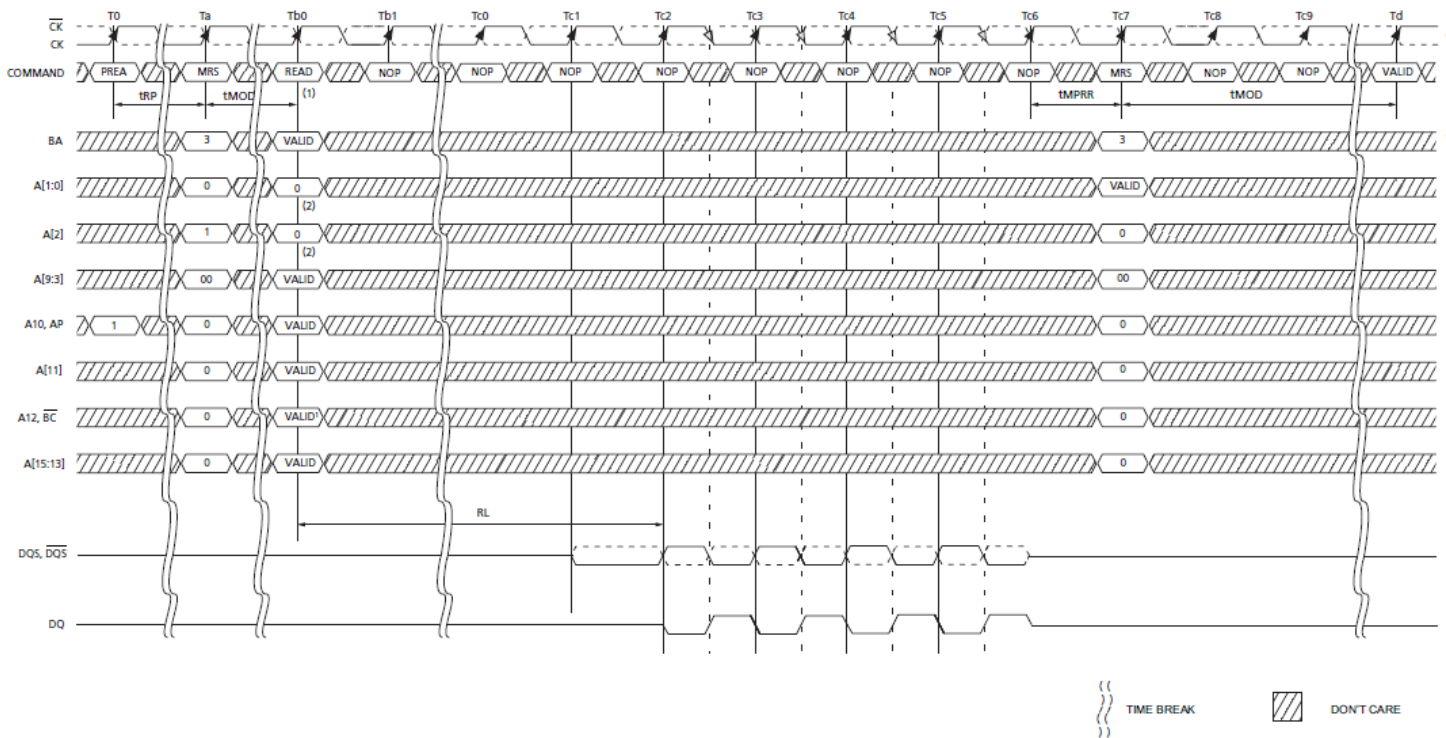 T0 Ta Tb0 Tb1 Tc0 Tc1 Tc2 Tc3 Tc4 Tc5 Tc6 Tc7 Tc8 Tc9 Td
CK
CK
COMMAND PREA MRS READ NOP NOP NOP NOP NOP NOP NOP NOP MRS NOP NOP VALID
tRP tMOD (1) tMPRR tMOD
BA 3 VALID 3
A[1:0] 0 0 VALID
(2)
A[2] 1 0 0
(2)
A[9:3] 00 VALID 00
A10, AP 1 0 VALID 0
A[11] 0 VALID 0
A12, BC 0 VALID¹ 0
A[15:13] 0 VALID 0
RL
DQS, DQS
DQ
TIME BREAK DON'T CARE